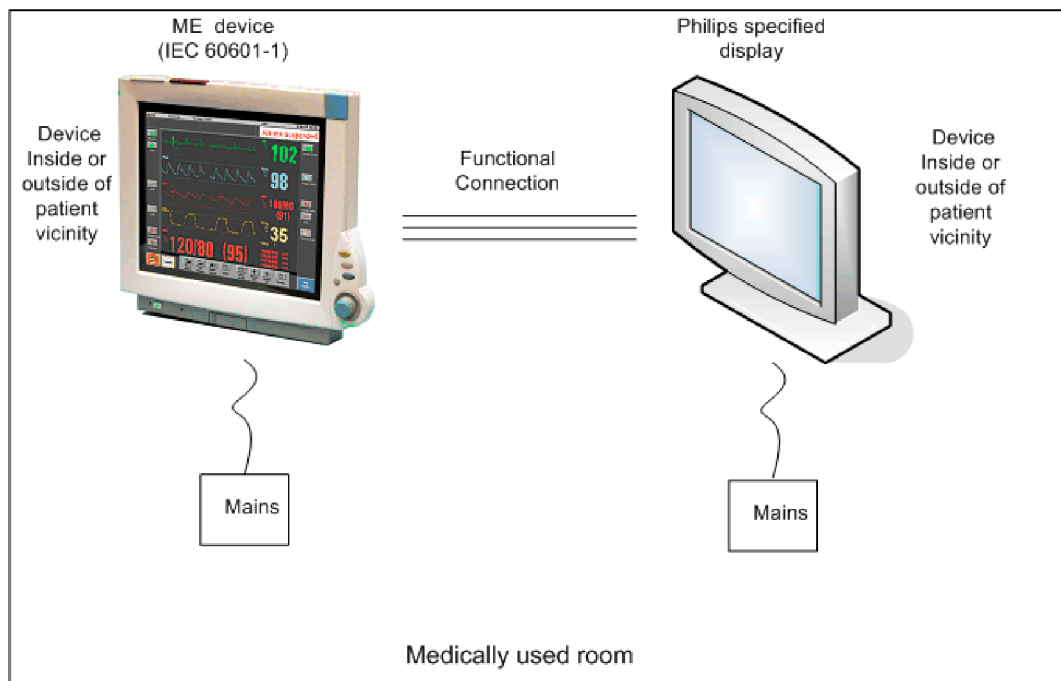 ME device
(IEC 60601-1)
Philips specified
display
Device
Inside or
outside of
patient
vicinity
102
98
35
120/80 (95)
Functional
Connection
Device
Inside or
outside of
patient
vicinity
Mains
Mains
Medically used room